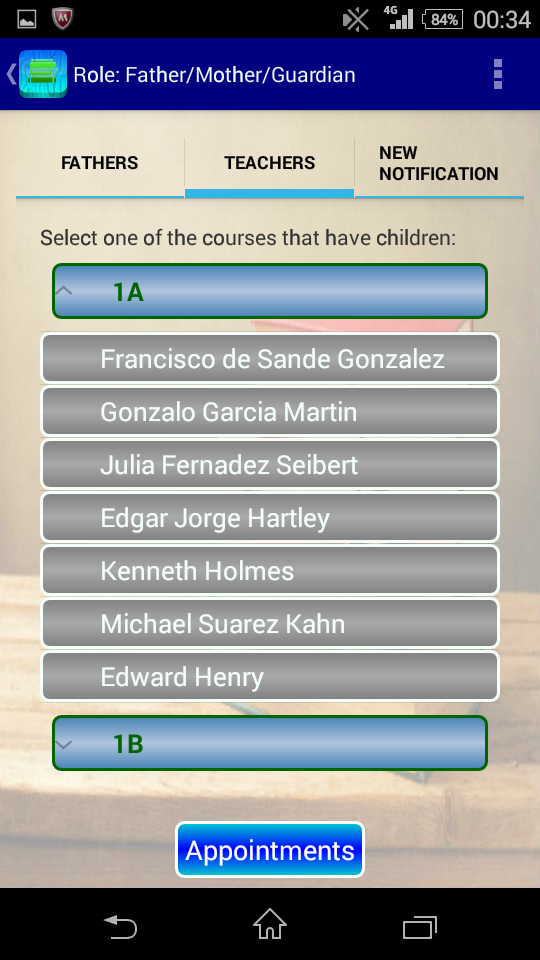 4G 84% 00:34
Role: Father/Mother/Guardian
FATHERS
TEACHERS
NEW
NOTIFICATION
Select one of the courses that have children:
1A
Francisco de Sande Gonzalez
Gonzalo Garcia Martin
Julia Fernadez Seibert
Edgar Jorge Hartley
Kenneth Holmes
Michael Suarez Kahn
Edward Henry
1B
Appointments